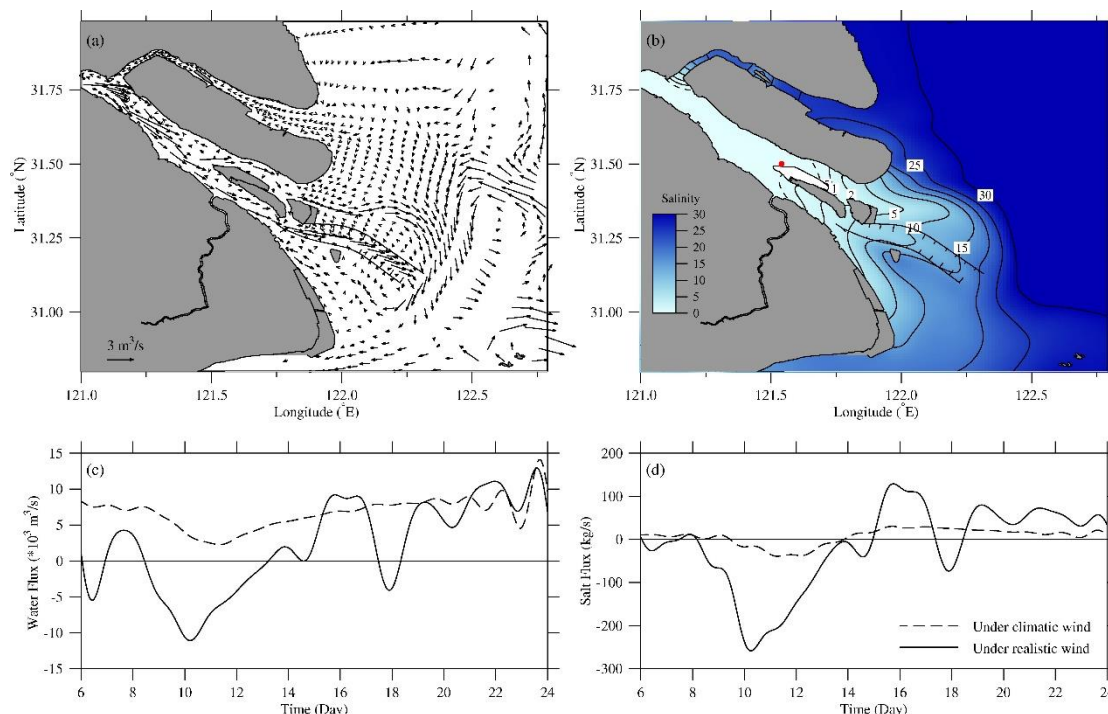 (a)
31.75
31.50
31.25
31.00
Latitude (°N)
3 m³/s
121.0 121.5 122.0 122.5
Longitude (°E)
(b)
31.75
31.50
31.25
31.00
Latitude (°N)
Salinity
30
25
20
15
10
5
0
1
2
5
10
15
25
30
121.0 121.5 122.0 122.5
Longitude (°E)
(c)
15
10
5
0
-5
-10
-15
Water Flux (*10³ m³/s)
6 8 10 12 14 16 18 20 22 24
Time (Day)
(d)
200
100
0
-100
-200
-300
Salt Flux (kg/s)
Under climatic wind
Under realistic wind
6 8 10 12 14 16 18 20 22 24
Time (Day)